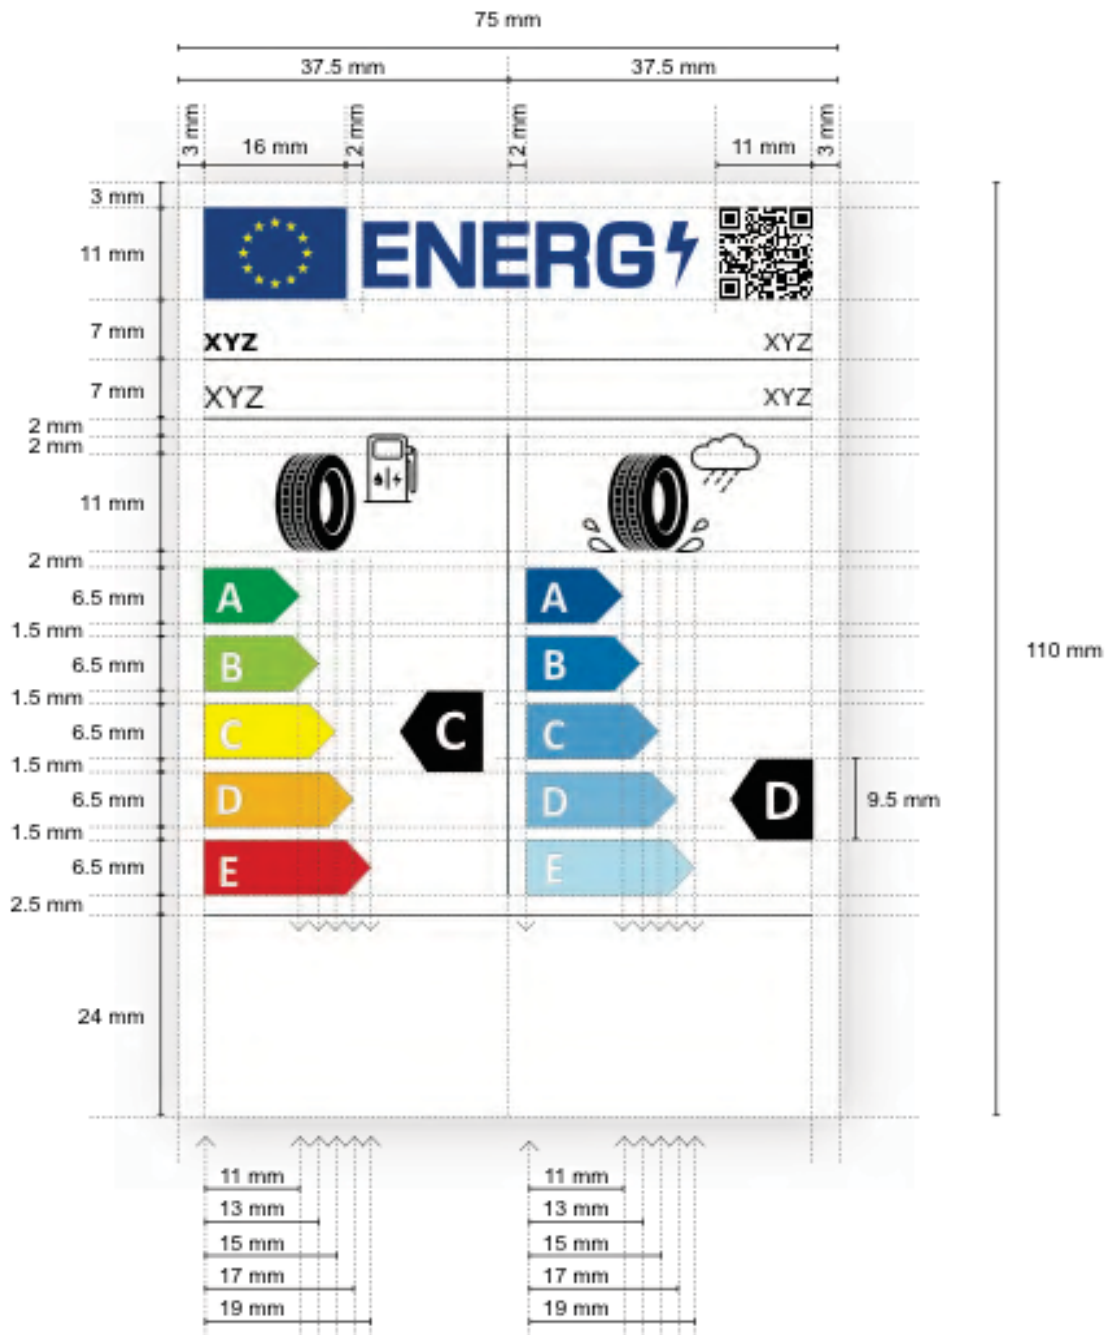 75 mm
37.5 mm 37.5 mm
3 mm 16 mm 2 mm 2 mm 11 mm 3 mm
3 mm
11 mm ENERG
7 mm XYZ XYZ
7 mm XYZ XYZ
2 mm
2 mm
11 mm
2 mm
6.5 mm A A
1.5 mm
6.5 mm B B 110 mm
1.5 mm
6.5 mm C C C
1.5 mm
6.5 mm D D D 9.5 mm
1.5 mm
6.5 mm E E
2.5 mm
24 mm
11 mm 11 mm
13 mm 13 mm
15 mm 15 mm
17 mm 17 mm
19 mm 19 mm